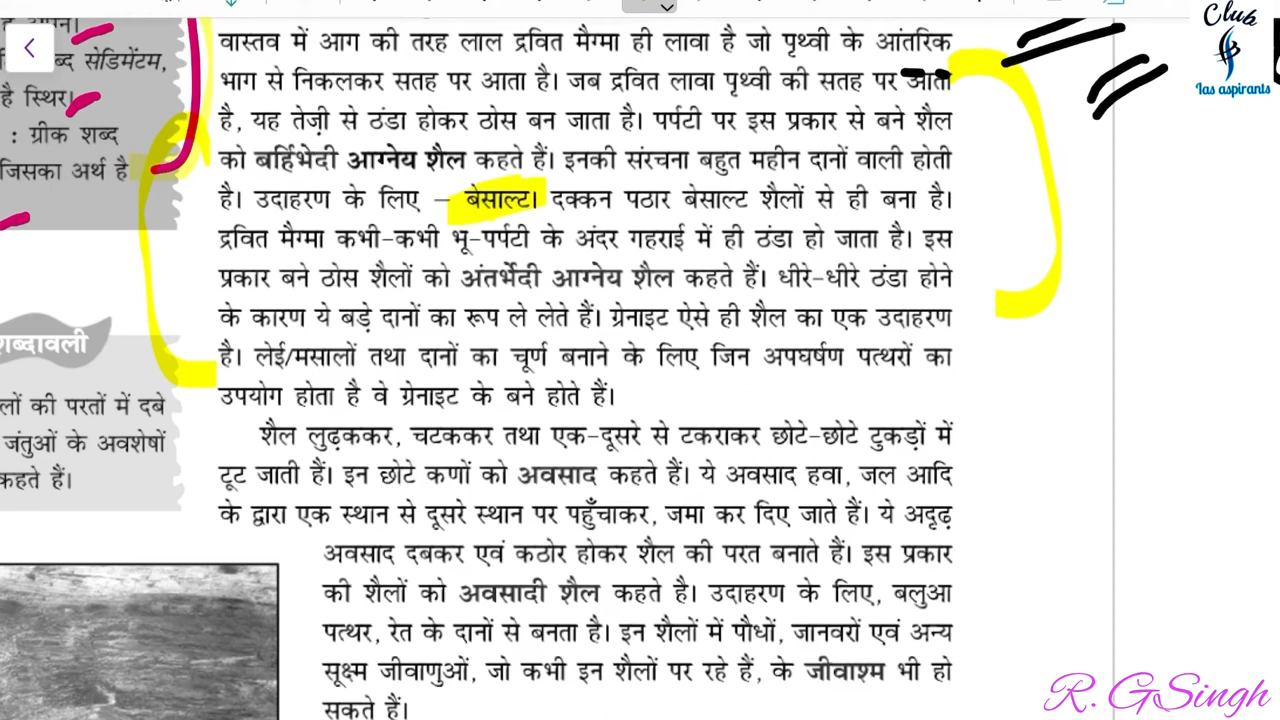 ब्द सेडिमेंटम,
है स्थिर।
: ग्रीक शब्द
जिसका अर्थ है
वास्तव में आग की तरह लाल द्रवित मैग्मा ही लावा है जो पृथ्वी के आंतरिक
भाग से निकलकर सतह पर आता है। जब द्रवित लावा पृथ्वी की सतह पर आता
है, यह तेज़ी से ठंडा होकर ठोस बन जाता है। पर्पटी पर इस प्रकार से बने शैल
को बर्हिभेदी आग्नेय शैल कहते हैं। इनकी संरचना बहुत महीन दानों वाली होती
है। उदाहरण के लिए – बेसाल्ट। दक्कन पठार बेसाल्ट शैलों से ही बना है।
द्रवित मैग्मा कभी-कभी भू-पर्पटी के अंदर गहराई में ही ठंडा हो जाता है। इस
प्रकार बने ठोस शैलों को अंतर्भेदी आग्नेय शैल कहते हैं। धीरे-धीरे ठंडा होने
के कारण ये बड़े दानों का रूप ले लेते हैं। ग्रेनाइट ऐसे ही शैल का एक उदाहरण
है। लेई/मसालों तथा दानों का चूर्ण बनाने के लिए जिन अपघर्षण पत्थरों का
उपयोग होता है वे ग्रेनाइट के बने होते हैं।
शैल लुढ़ककर, चटककर तथा एक-दूसरे से टकराकर छोटे-छोटे टुकड़ों में
टूट जाती हैं। इन छोटे कणों को अवसाद कहते हैं। ये अवसाद हवा, जल आदि
के द्वारा एक स्थान से दूसरे स्थान पर पहुँचाकर, जमा कर दिए जाते हैं। ये अदृढ़
अवसाद दबकर एवं कठोर होकर शैल की परत बनाते हैं। इस प्रकार
की शैलों को अवसादी शैल कहते है। उदाहरण के लिए, बलुआ
पत्थर, रेत के दानों से बनता है। इन शैलों में पौधों, जानवरों एवं अन्य
सूक्ष्म जीवाणुओं, जो कभी इन शैलों पर रहे हैं, के जीवाश्म भी हो
सकते हैं।
शब्दावली
लों की परतों में दबे
जंतुओं के अवशेषों
कहते हैं।
Club
Ias aspirants
R. GSingh